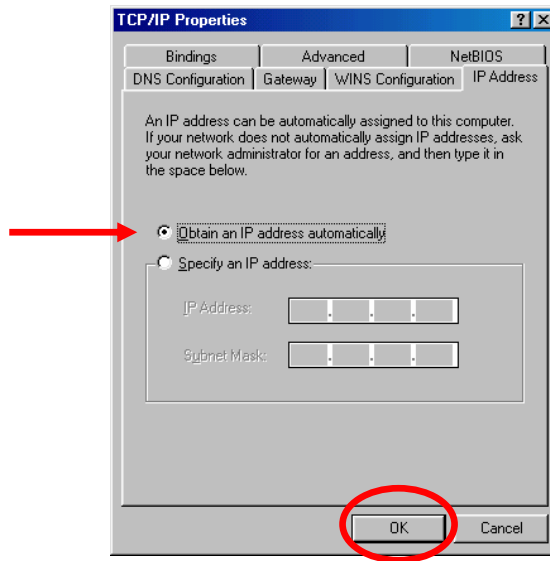 TCP/IP Properties
Bindings Advanced NetBIOS
DNS Configuration Gateway WINS Configuration IP Address
An IP address can be automatically assigned to this computer.
If your network does not automatically assign IP addresses, ask
your network administrator for an address, and then type it in
the space below.
Obtain an IP address automatically
Specify an IP address:
IP Address:
Subnet Mask:
OK Cancel